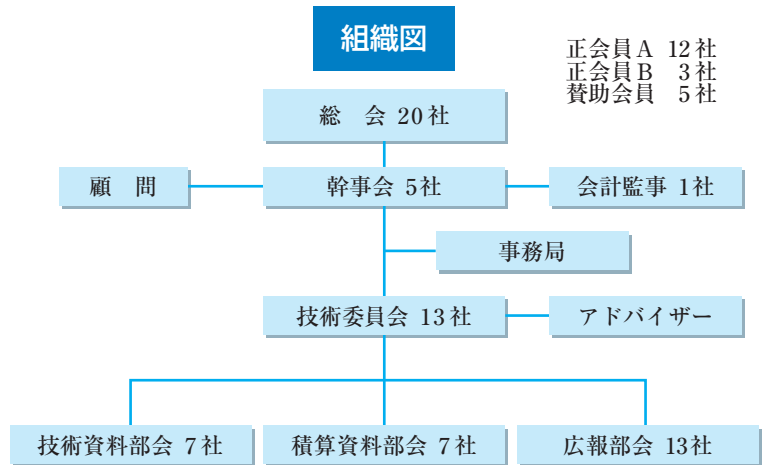 組織図
正会員A 12社
正会員B 3社
賛助会員 5社
総 会 20社
顧 問
幹事会 5社
会計監事 1社
事務局
技術委員会 13社
アドバイザー
技術資料部会 7社
積算資料部会 7社
広報部会 13社